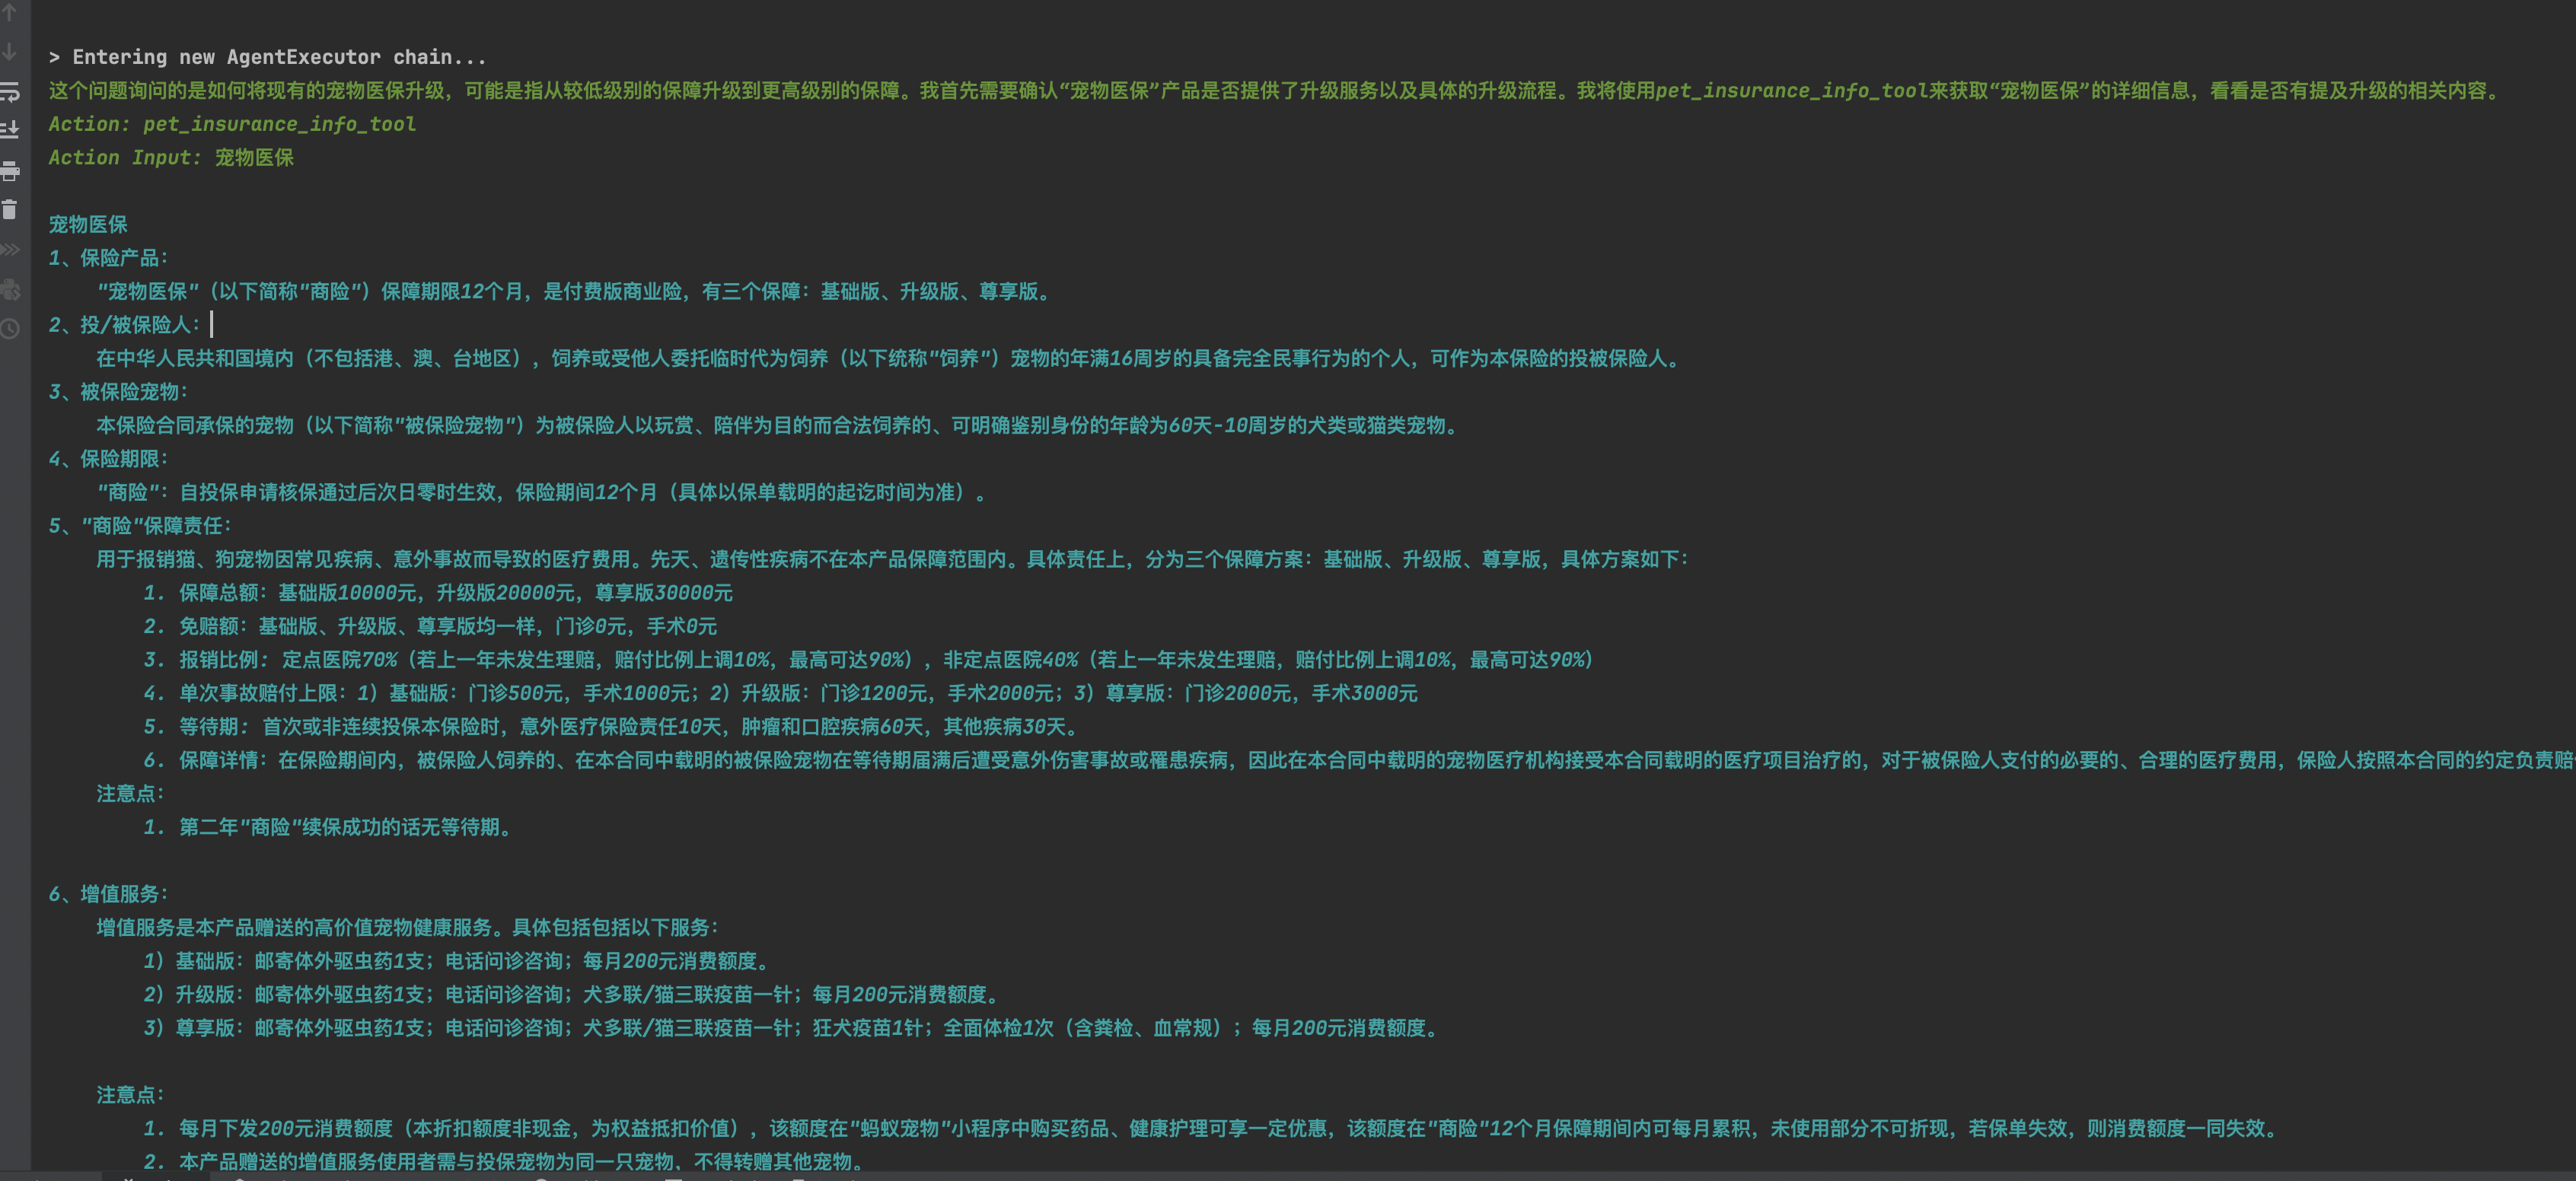 > Entering new AgentExecutor chain...
这个问题询问的是如何将现有的宠物医保升级，可能是指从较低级别的保障升级到更高级别的保障。我首先需要确认“宠物医保”产品是否提供了升级服务以及具体的升级流程。我将使用pet_insurance_info_tool来获取“宠物医保”的详细信息，看看是否有提及升级的相关内容。
Action: pet_insurance_info_tool
Action Input: 宠物医保
宠物医保
1、保险产品：
"宠物医保"（以下简称"商险"）保障期限12个月，是付费版商业险，有三个保障：基础版、升级版、尊享版。
2、投/被保险人：
在中华人民共和国境内（不包括港、澳、台地区），饲养或受他人委托临时代为饲养（以下统称"饲养"）宠物的年满16周岁的具备完全民事行为的个人，可作为本保险的投被保险人。
3、被保险宠物：
本保险合同承保的宠物（以下简称"被保险宠物"）为被保险人以玩赏、陪伴为目的而合法饲养的、可明确鉴别身份的年龄为60天-10周岁的犬类或猫类宠物。
4、保险期限：
"商险"：自投保申请核保通过后次日零时生效，保险期间12个月（具体以保单载明的起讫时间为准）。
5、"商险"保障责任：
用于报销猫、狗宠物因常见疾病、意外事故而导致的医疗费用。先天、遗传性疾病不在本产品保障范围内。具体责任上，分为三个保障方案：基础版、升级版、尊享版，具体方案如下：
1. 保障总额：基础版10000元，升级版20000元，尊享版30000元
2. 免赔额：基础版、升级版、尊享版均一样，门诊0元，手术0元
3. 报销比例: 定点医院70%（若上一年未发生理赔，赔付比例上调10%，最高可达90%），非定点医院40%（若上一年未发生理赔，赔付比例上调10%，最高可达90%）
4. 单次事故赔付上限：1）基础版：门诊500元，手术1000元；2）升级版：门诊1200元，手术2000元；3）尊享版：门诊2000元，手术3000元
5. 等待期: 首次或非连续投保本保险时，意外医疗保险责任10天，肿瘤和口腔疾病60天，其他疾病30天。
6. 保障详情：在保险期间内，被保险人饲养的、在本合同中载明的被保险宠物在等待期届满后遭受意外伤害事故或罹患疾病，因此在本合同中载明的宠物医疗机构接受本合同载明的医疗项目治疗的，对于被保险人支付的必要的、合理的医疗费用，保险人按照本合同的约定负责赔
注意点：
1. 第二年"商险"续保成功的话无等待期。
6、增值服务：
增值服务是本产品赠送的高价值宠物健康服务。具体包括包括以下服务：
1）基础版：邮寄体外驱虫药1支；电话问诊咨询；每月200元消费额度。
2）升级版：邮寄体外驱虫药1支；电话问诊咨询；犬多联/猫三联疫苗一针；每月200元消费额度。
3）尊享版：邮寄体外驱虫药1支；电话问诊咨询；犬多联/猫三联疫苗一针；狂犬疫苗1针；全面体检1次（含粪检、血常规）；每月200元消费额度。
注意点：
1. 每月下发200元消费额度（本折扣额度非现金，为权益抵扣价值），该额度在"蚂蚁宠物"小程序中购买药品、健康护理可享一定优惠，该额度在"商险"12个月保障期间内可每月累积，未使用部分不可折现，若保单失效，则消费额度一同失效。
2. 本产品赠送的增值服务使用者需与投保宠物为同一只宠物，不得转赠其他宠物。